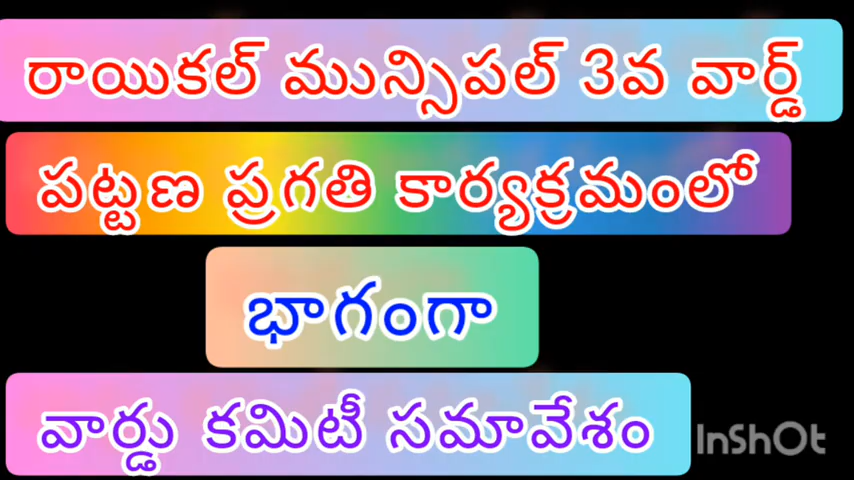 రాయికల్ మున్సిపల్ 3వ వార్డ్
పట్టణ ప్రగతి కార్యక్రమంలో
భాగంగా
వార్డు కమిటీ సమావేశం
InShOt